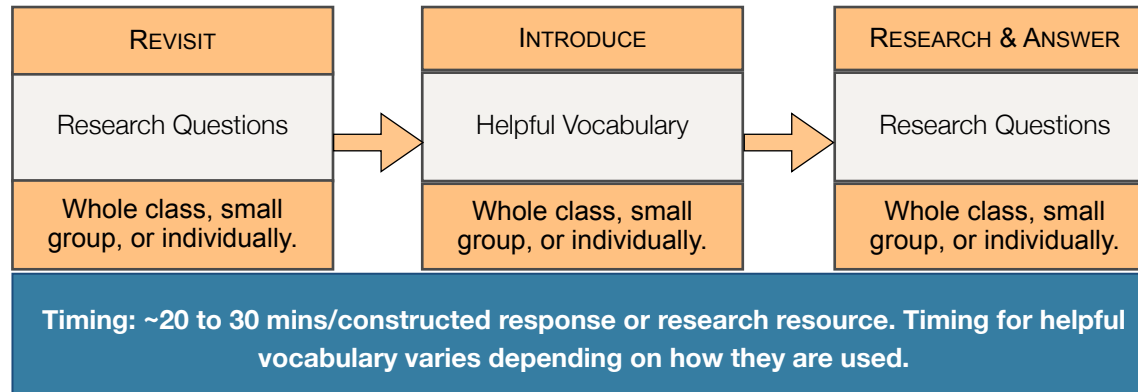 REVISIT
Research Questions
Whole class, small
group, or individually.
INTRODUCE
Helpful Vocabulary
Whole class, small
group, or individually.
RESEARCH & ANSWER
Research Questions
Whole class, small
group, or individually.
Timing: ~20 to 30 mins/constructed response or research resource. Timing for helpful
vocabulary varies depending on how they are used.